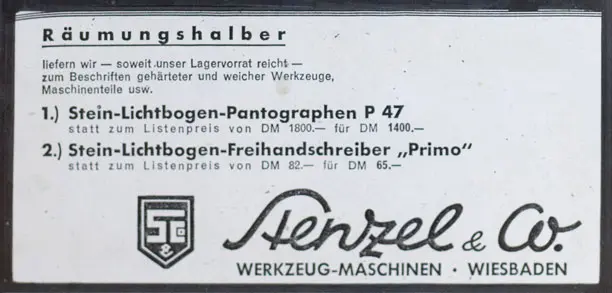 Räumungshalber
liefern wir — soweit unser Lagervorrat reicht —
zum Beschriften gehärteter und weicher Werkzeuge,
Maschinenteile usw.
1.) Stein-Lichtbogen-Pantographen P 47
statt zum Listenpreis von DM 1800.— für DM 1400.—
2.) Stein-Lichtbogen-Freihandschreiber „Primo“
statt zum Listenpreis von DM 82.— für DM 65.—
STCo
&
Stenzel & Co.
WERKZEUG-MASCHINEN · WIESBADEN